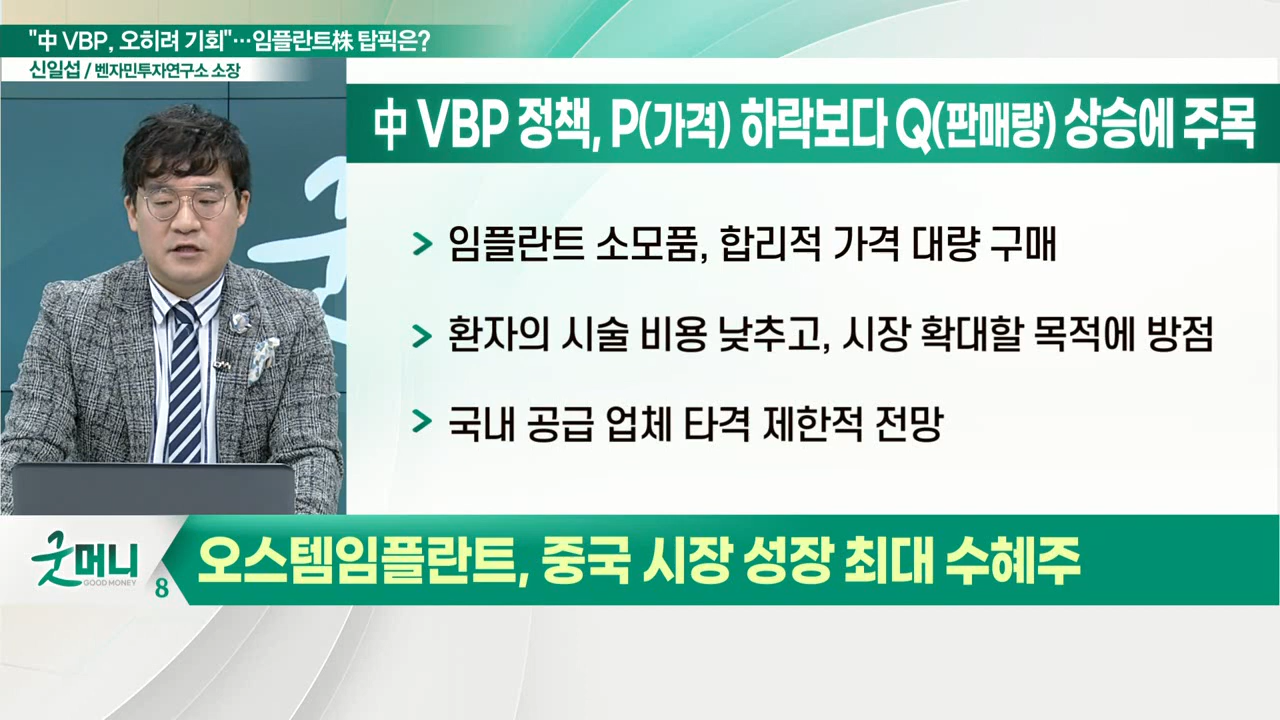 "中 VBP, 오히려 기회"…임플란트株 탑픽은?
신일섭 / 벤자민투자연구소 소장
中 VBP 정책, P(가격) 하락보다 Q(판매량) 상승에 주목
> 임플란트 소모품, 합리적 가격 대량 구매
> 환자의 시술 비용 낮추고, 시장 확대할 목적에 방점
> 국내 공급 업체 타격 제한적 전망
굿머니
GOOD MONEY
8
오스템임플란트, 중국 시장 성장 최대 수혜주